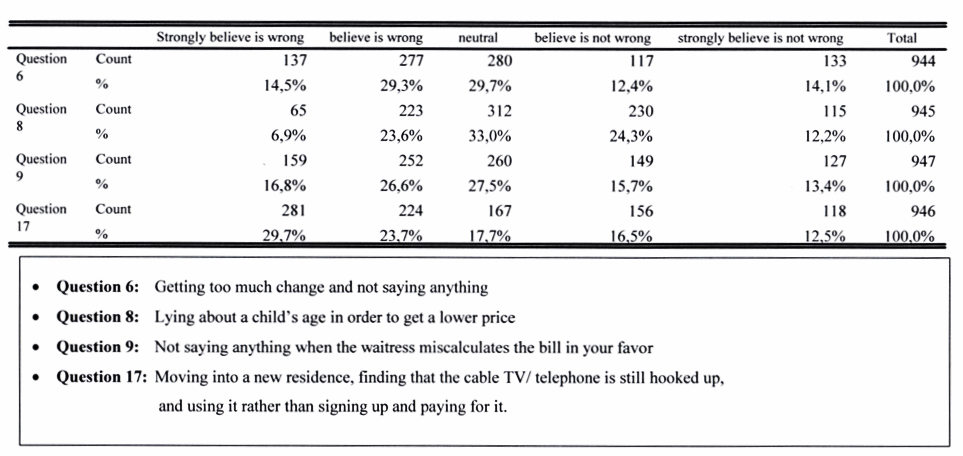 Strongly believe is wrong believe is wrong neutral believe is not wrong strongly believe is not wrong Total
Question 6 Count 137 277 280 117 133 944
% 14,5% 29,3% 29,7% 12,4% 14,1% 100,0%
Question 8 Count 65 223 312 230 115 945
% 6,9% 23,6% 33,0% 24,3% 12,2% 100,0%
Question 9 Count 159 252 260 149 127 947
% 16,8% 26,6% 27,5% 15,7% 13,4% 100,0%
Question 17 Count 281 224 167 156 118 946
% 29,7% 23,7% 17,7% 16,5% 12,5% 100,0%
• Question 6: Getting too much change and not saying anything
• Question 8: Lying about a child's age in order to get a lower price
• Question 9: Not saying anything when the waitress miscalculates the bill in your favor
• Question 17: Moving into a new residence, finding that the cable TV/ telephone is still hooked up,
and using it rather than signing up and paying for it.